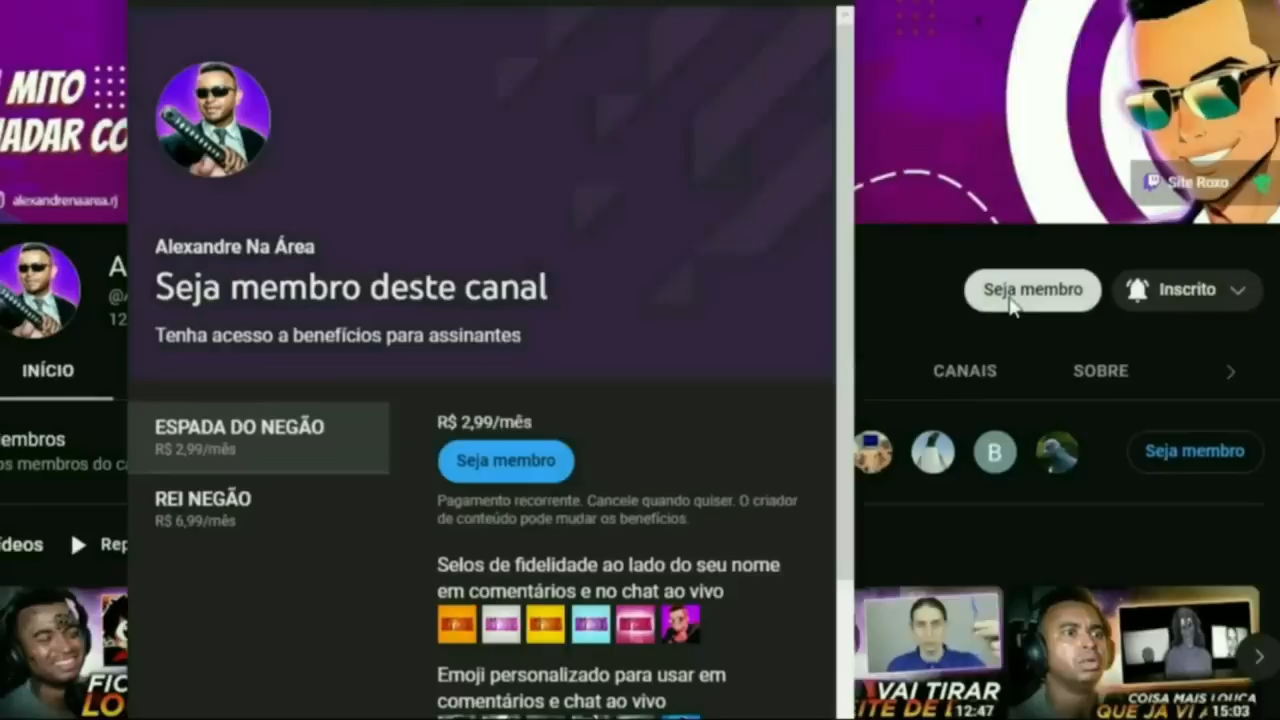 MITO
ADAR CO
alexandrenaarea.rj
A
@
12
INÍCIO
embros
os membros do ca
ídeos
Rep
FIC
LO
Alexandre Na Área
Seja membro deste canal
Tenha acesso a benefícios para assinantes
ESPADA DO NEGÃO
R$ 2,99/mês
REI NEGÃO
R$ 6,99/mês
R$ 2,99/mês
Seja membro
Pagamento recorrente. Cancele quando quiser. O criador
de conteúdo pode mudar os benefícios.
Selos de fidelidade ao lado do seu nome
em comentários e no chat ao vivo
Emoji personalizado para usar em
comentários e chat ao vivo
Site Roxo
Seja membro
Inscrito
CANAIS
SOBRE
B
Seja membro
VAI TIRAR
ITE DE
12:47
COISA MAIS LOUCA
QUE JÁ VI
15:03